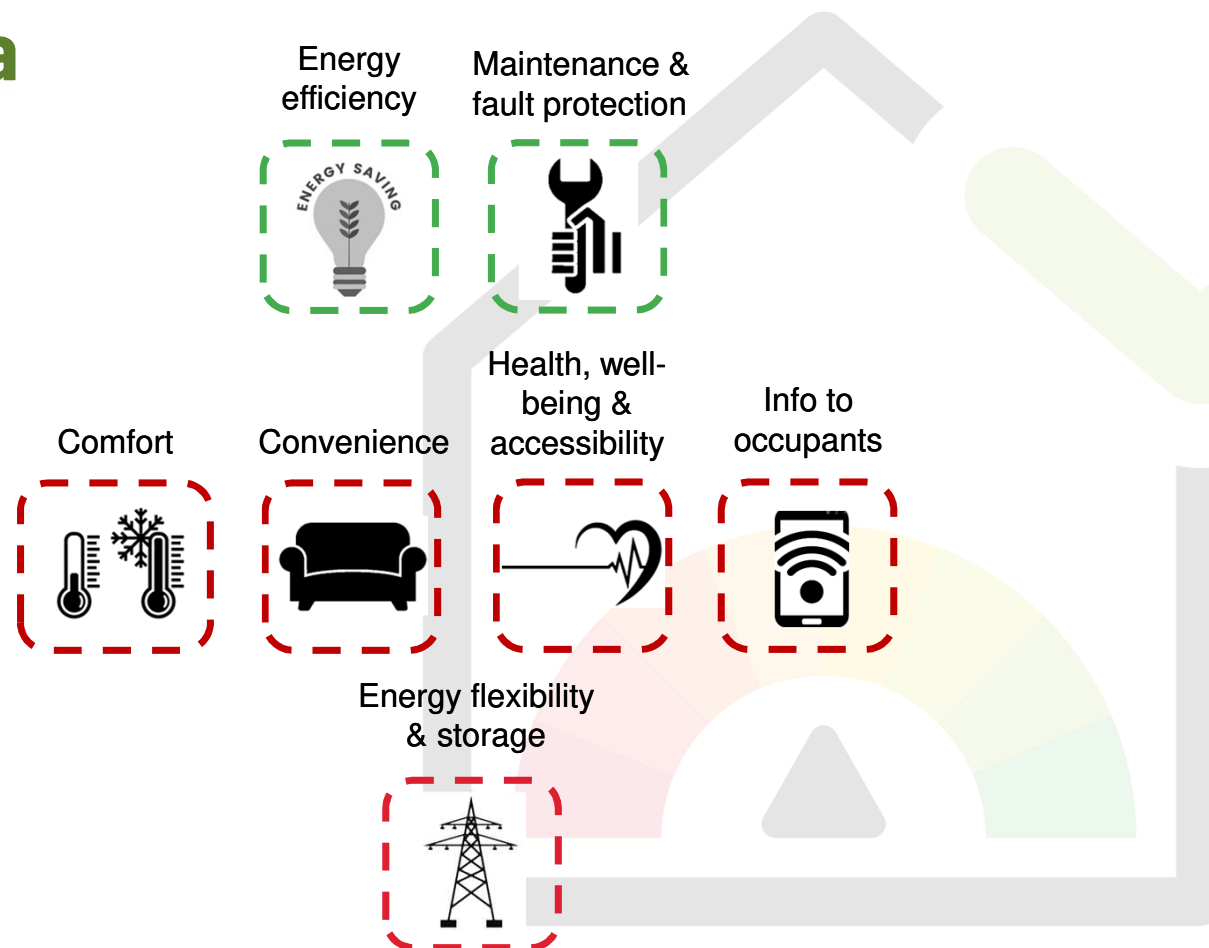 a
Energy
efficiency
Maintenance &
fault protection
ENERGY SAVING
Health, well-
being &
accessibility
Info to
occupants
Comfort
Convenience
Energy flexibility
& storage